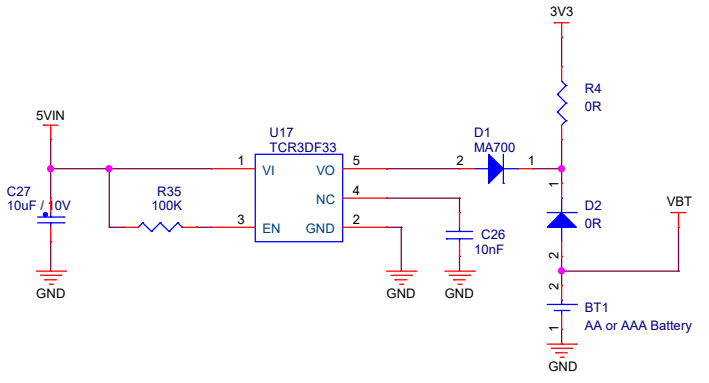 3V3
R4
0R
5VIN
U17
TCR3DF33
D1
MA700
1
VI
VO
5
2
1
C27
10uF / 10V
R35
100K
NC
4
1
D2
0R
VBT
3
EN
GND
2
C26
10nF
2
GND
GND
GND
2
BT1
AA or AAA Battery
1
GND